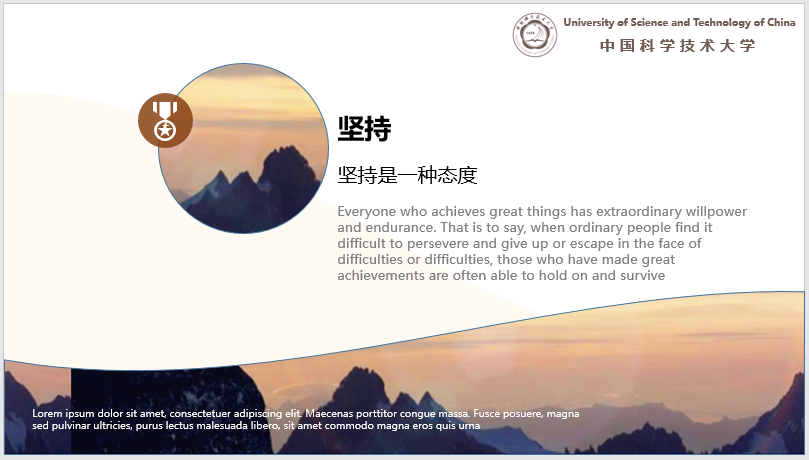 University of Science and Technology of China
中国科学技术大学
坚持
坚持是一种态度
Everyone who achieves great things has extraordinary willpower
and endurance. That is to say, when ordinary people find it
difficult to persevere and give up or escape in the face of
difficulties or difficulties, those who have made great
achievements are often able to hold on and survive
Lorem ipsum dolor sit amet, consectetuer adipiscing elit. Maecenas porttitor congue massa. Fusce posuere, magna
sed pulvinar ultricies, purus lectus malesuada libero, sit amet commodo magna eros quis urna